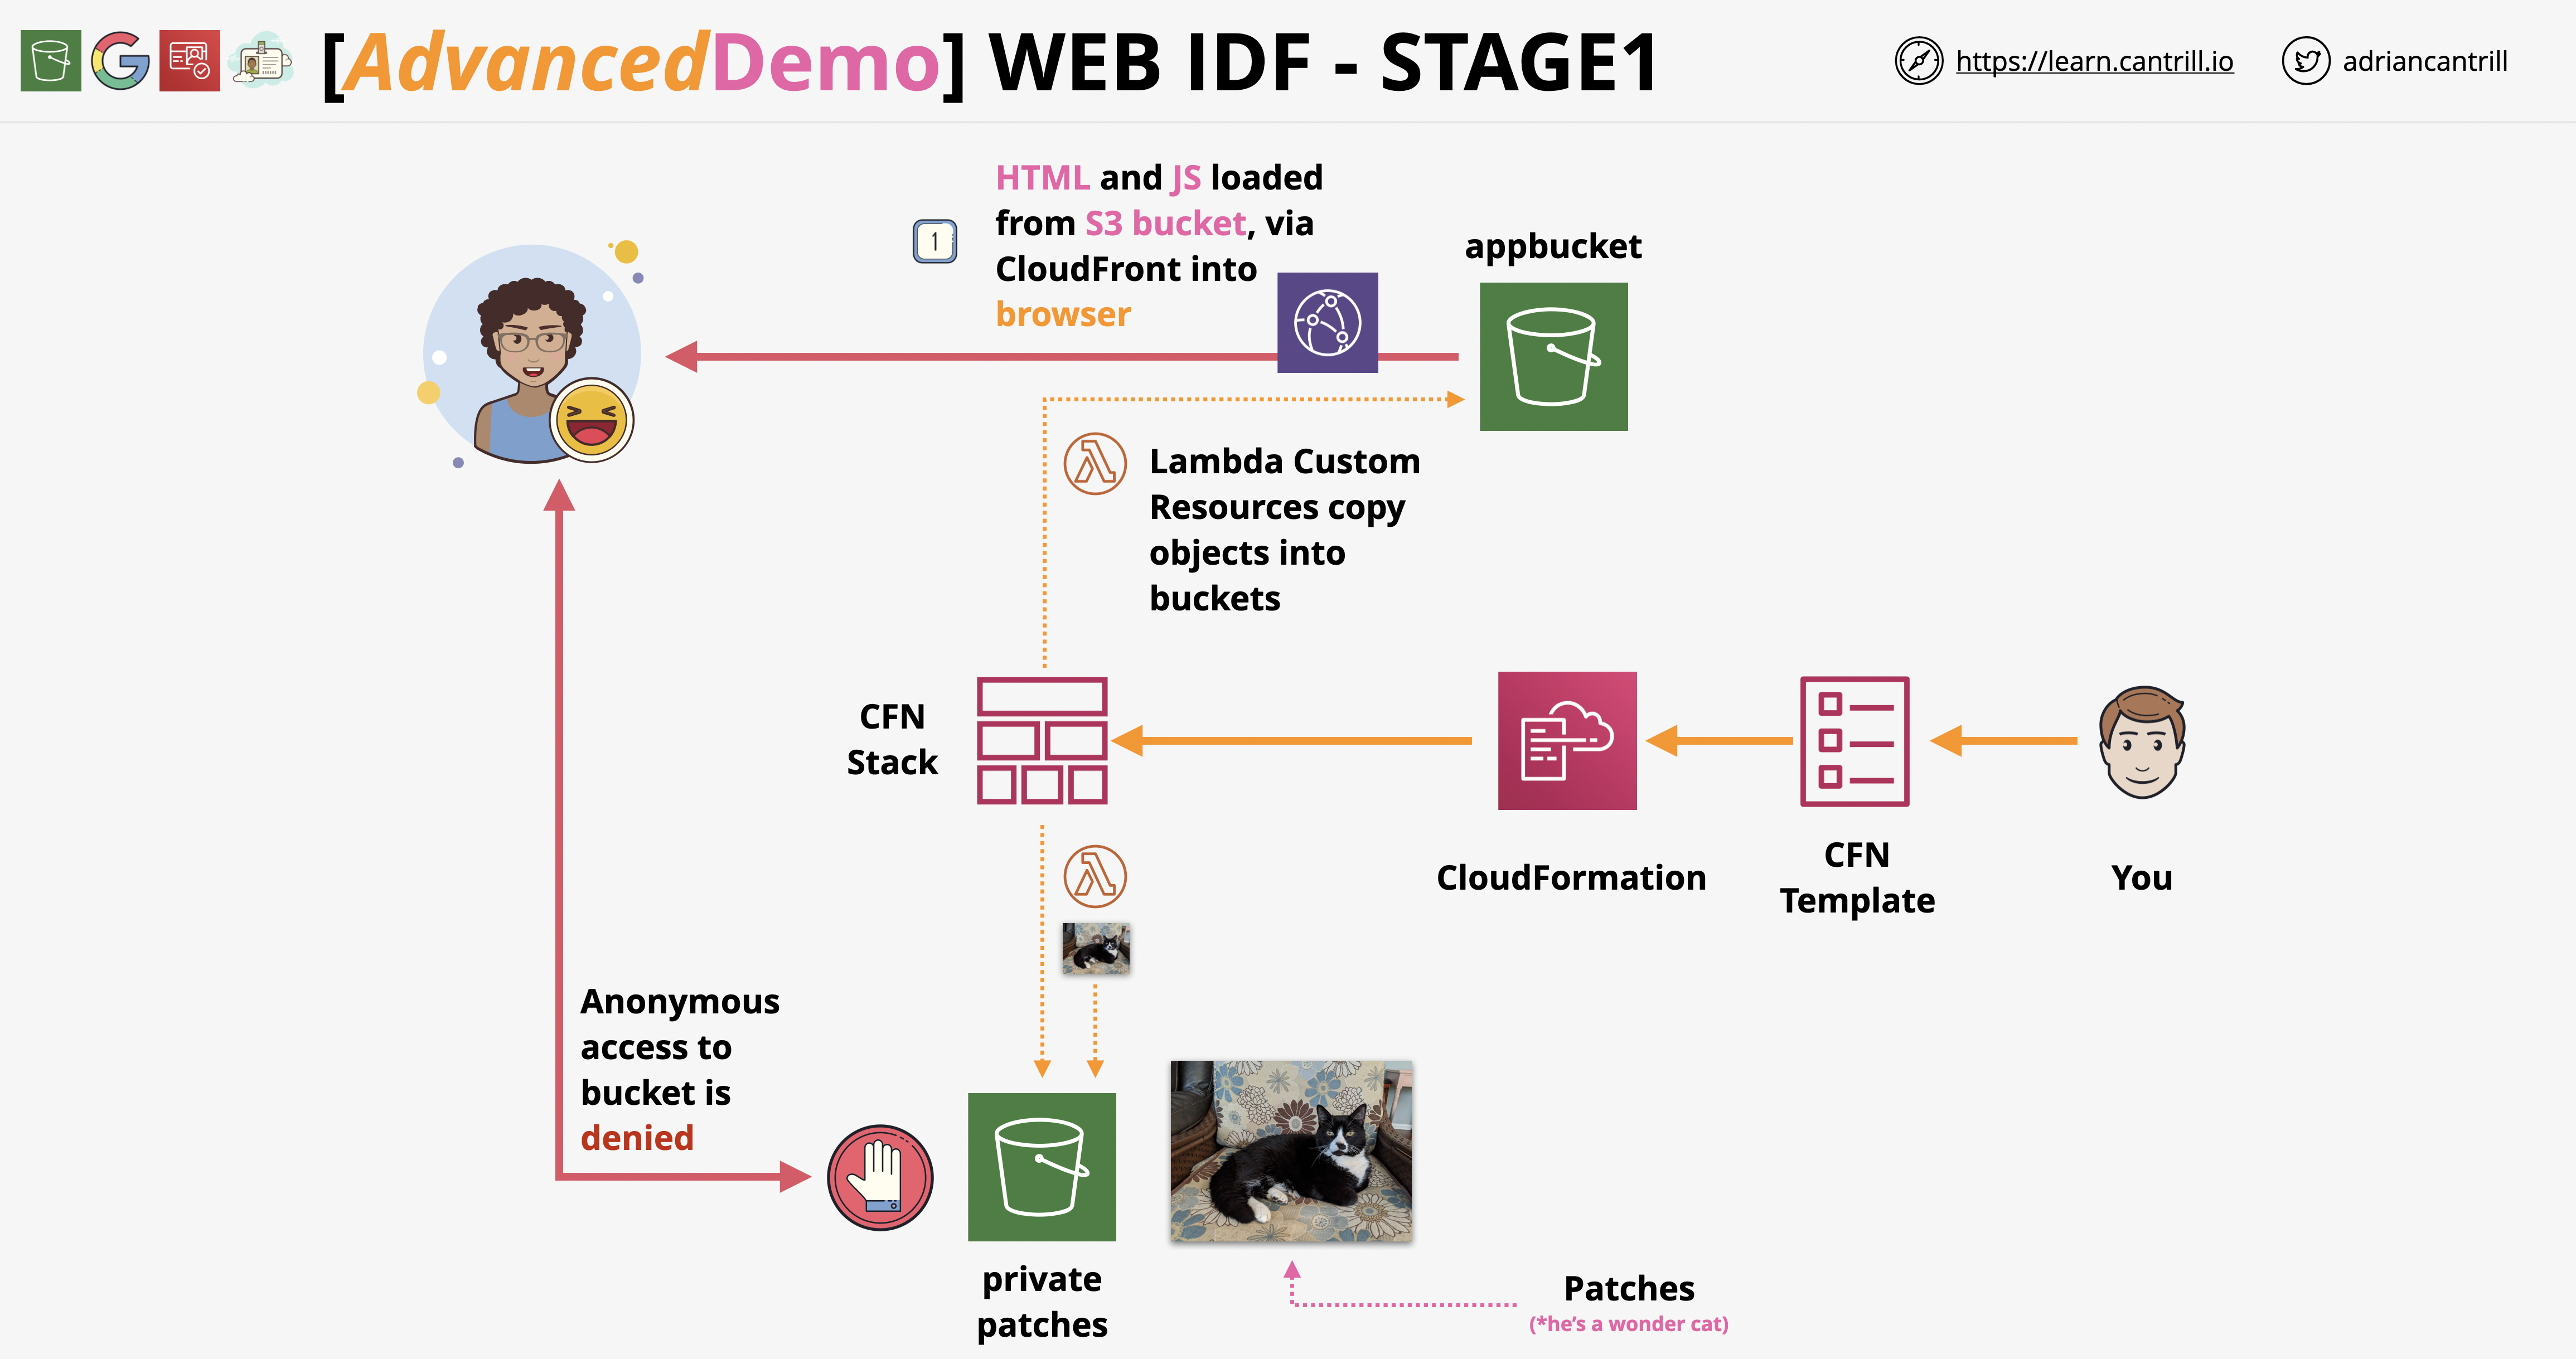 [AdvancedDemo] WEB IDF - STAGE1
https://learn.cantrill.io
adriancantrill
1
HTML and JS loaded
from S3 bucket, via
CloudFront into
browser
appbucket
Lambda Custom
Resources copy
objects into
buckets
CFN
Stack
CloudFormation
CFN
Template
You
Anonymous
access to
bucket is
denied
private
patches
Patches
(*he's a wonder cat)